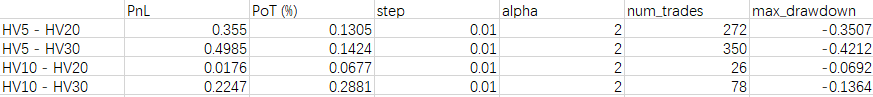 PnL PoT (%) step alpha num_trades max_drawdown
HV5 - HV20 0.355 0.1305 0.01 2 272 -0.3507
HV5 - HV30 0.4985 0.1424 0.01 2 350 -0.4212
HV10 - HV20 0.0176 0.0677 0.01 2 26 -0.0692
HV10 - HV30 0.2247 0.2881 0.01 2 78 -0.1364